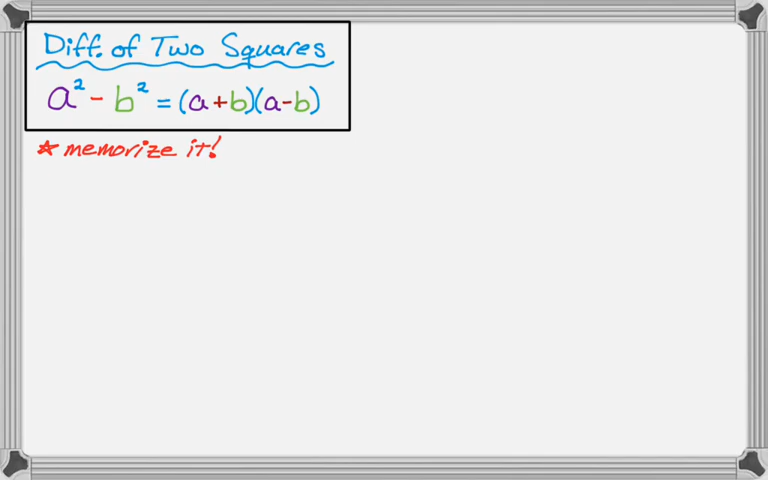 Diff. of Two Squares
a² - b² = (a+b)(a-b)
* memorize it!